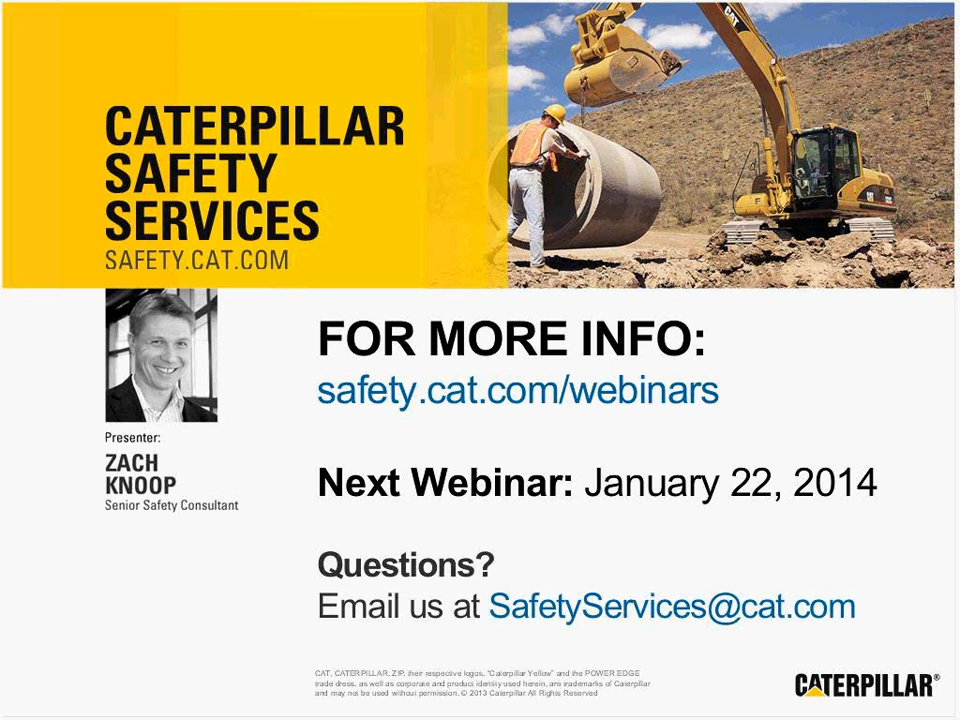 CATERPILLAR
SAFETY
SERVICES
SAFETY.CAT.COM
CAT
CAT
Presenter:
ZACH
KNOOP
Senior Safety Consultant
FOR MORE INFO:
safety.cat.com/webinars
Next Webinar: January 22, 2014
Questions?
Email us at SafetyServices@cat.com
CAT, CATERPILLAR, ZIP, their respective logos, "Caterpillar Yellow" and the POWER EDGE
trade dress, as well as corporate and product identity used herein, are trademarks of Caterpillar
and may not be used without permission. © 2013 Caterpillar All Rights Reserved
CATERPILLAR®